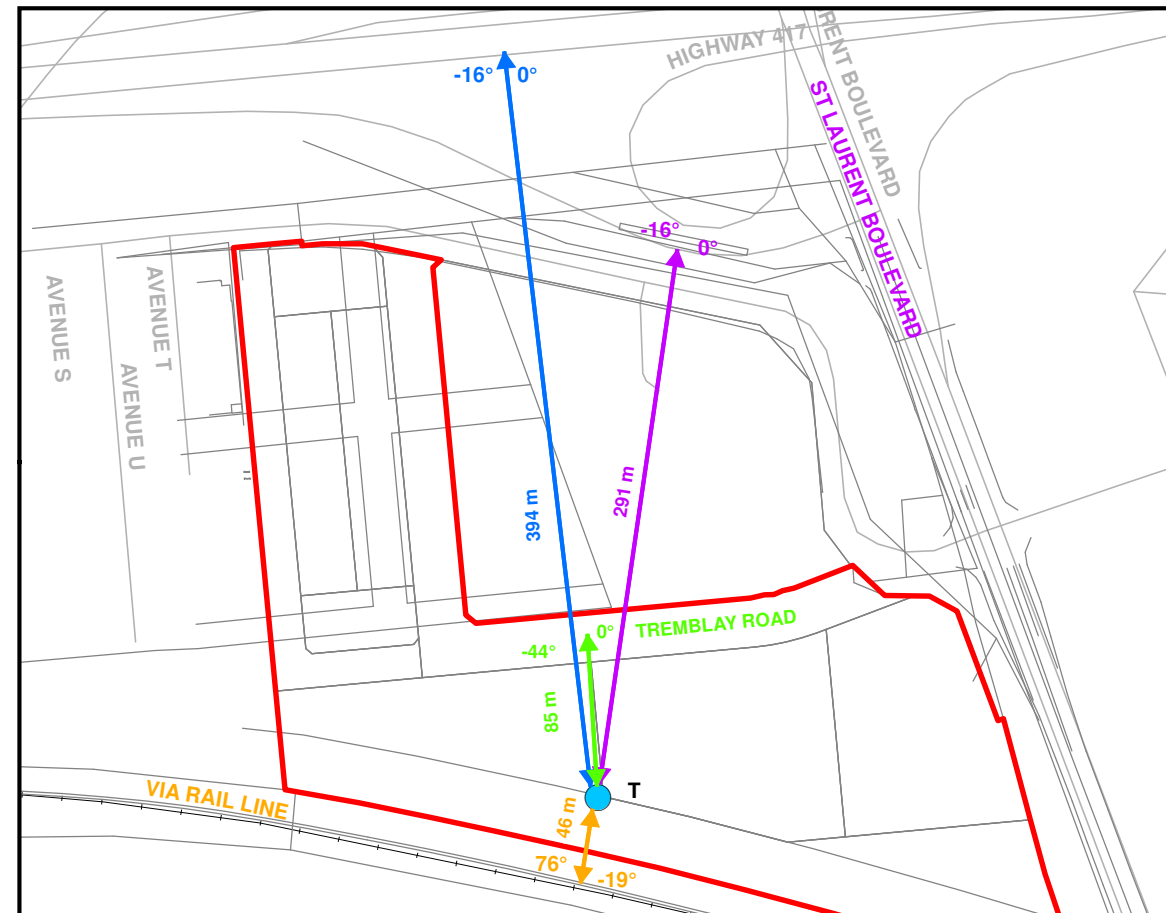 HIGHWAY 417
RENT BOULEVARD
ST LAURENT BOULEVARD
-16° 0°
-16°
0°
AVENUE S
AVENUE T
AVENUE U
394 m
291 m
0°
TREMBLAY ROAD
-44°
85 m
T
VIA RAIL LINE
46 m
76°
-19°